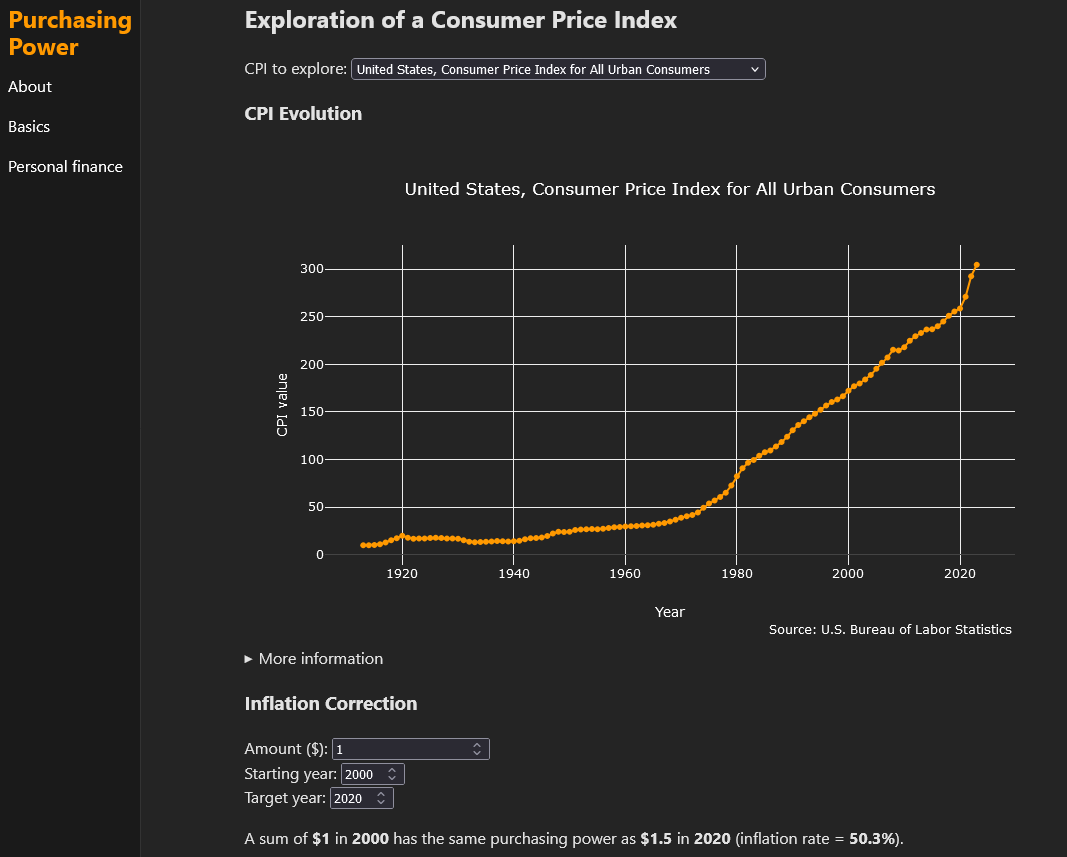 Purchasing
Power
About
Basics
Personal finance
Exploration of a Consumer Price Index
CPI to explore: United States, Consumer Price Index for All Urban Consumers
CPI Evolution
United States, Consumer Price Index for All Urban Consumers
300
250
200
150
100
50
0
CPI value
1920 1940 1960 1980 2000 2020
Year
Source: U.S. Bureau of Labor Statistics
▸ More information
Inflation Correction
Amount ($): 1
Starting year: 2000
Target year: 2020
A sum of $1 in 2000 has the same purchasing power as $1.5 in 2020 (inflation rate = 50.3%).